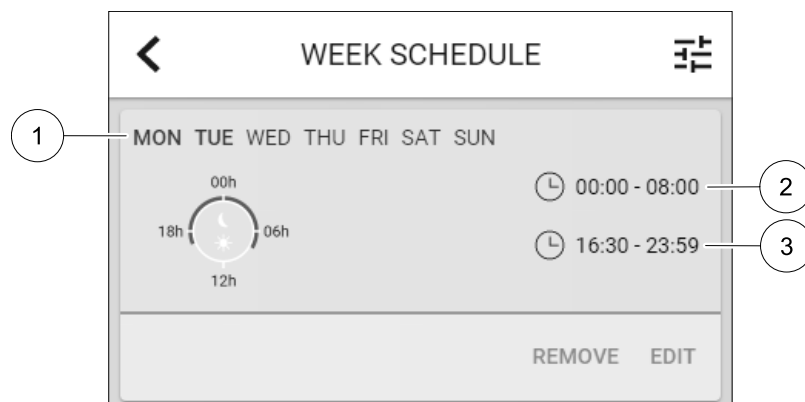 WEEK SCHEDULE
1
MON TUE WED THU FRI SAT SUN
00h
00:00 - 08:00
2
18h
06h
16:30 - 23:59
3
12h
REMOVE EDIT